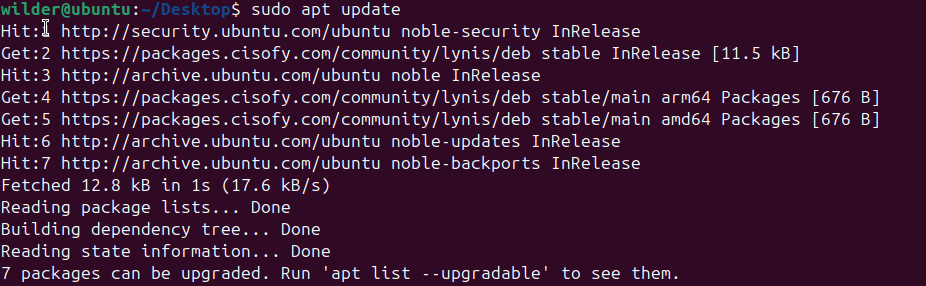 wilder@ubuntu:~/Desktop$ sudo apt update
Hit:1 http://security.ubuntu.com/ubuntu noble-security InRelease
Get:2 https://packages.cisofy.com/community/lynis/deb stable InRelease [11.5 kB]
Hit:3 http://archive.ubuntu.com/ubuntu noble InRelease
Get:4 https://packages.cisofy.com/community/lynis/deb stable/main arm64 Packages [676 B]
Get:5 https://packages.cisofy.com/community/lynis/deb stable/main amd64 Packages [676 B]
Hit:6 http://archive.ubuntu.com/ubuntu noble-updates InRelease
Hit:7 http://archive.ubuntu.com/ubuntu noble-backports InRelease
Fetched 12.8 kB in 1s (17.6 kB/s)
Reading package lists... Done
Building dependency tree... Done
Reading state information... Done
7 packages can be upgraded. Run 'apt list --upgradable' to see them.